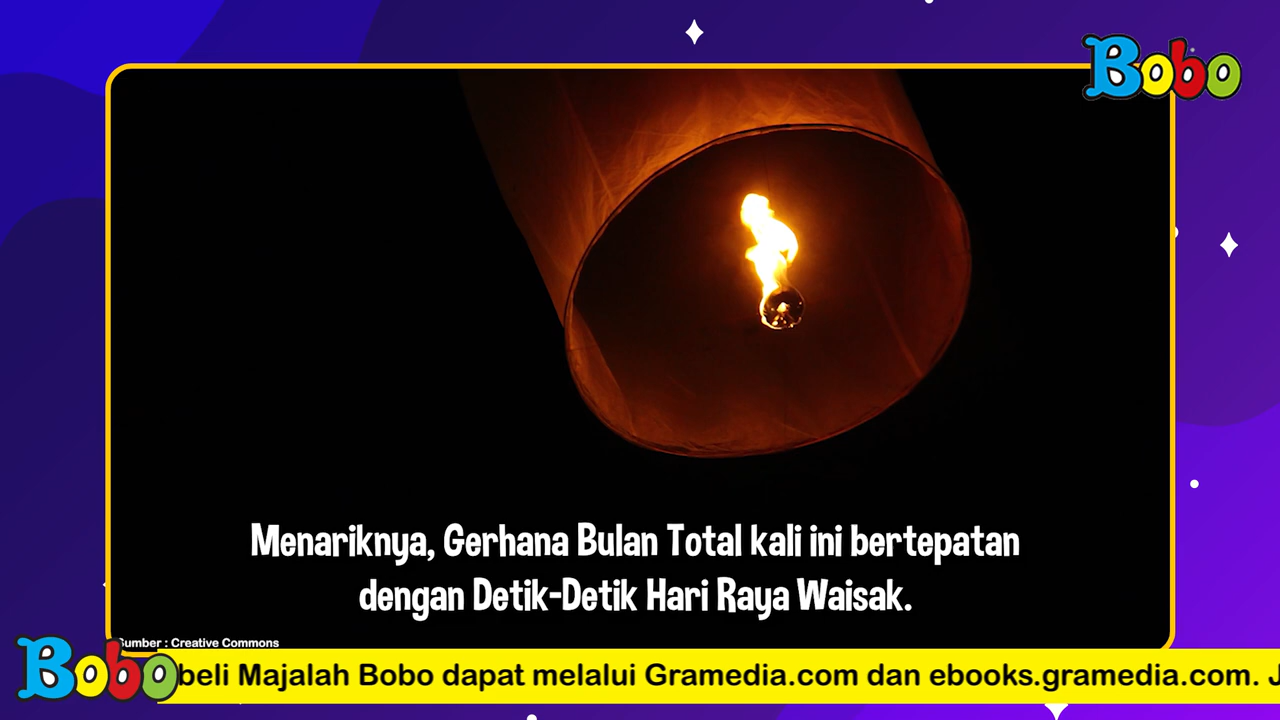 Bobo
Menariknya, Gerhana Bulan Total kali ini bertepatan
dengan Detik-Detik Hari Raya Waisak.
Sumber : Creative Commons
Bobo
beli Majalah Bobo dapat melalui Gramedia.com dan ebooks.gramedia.com.